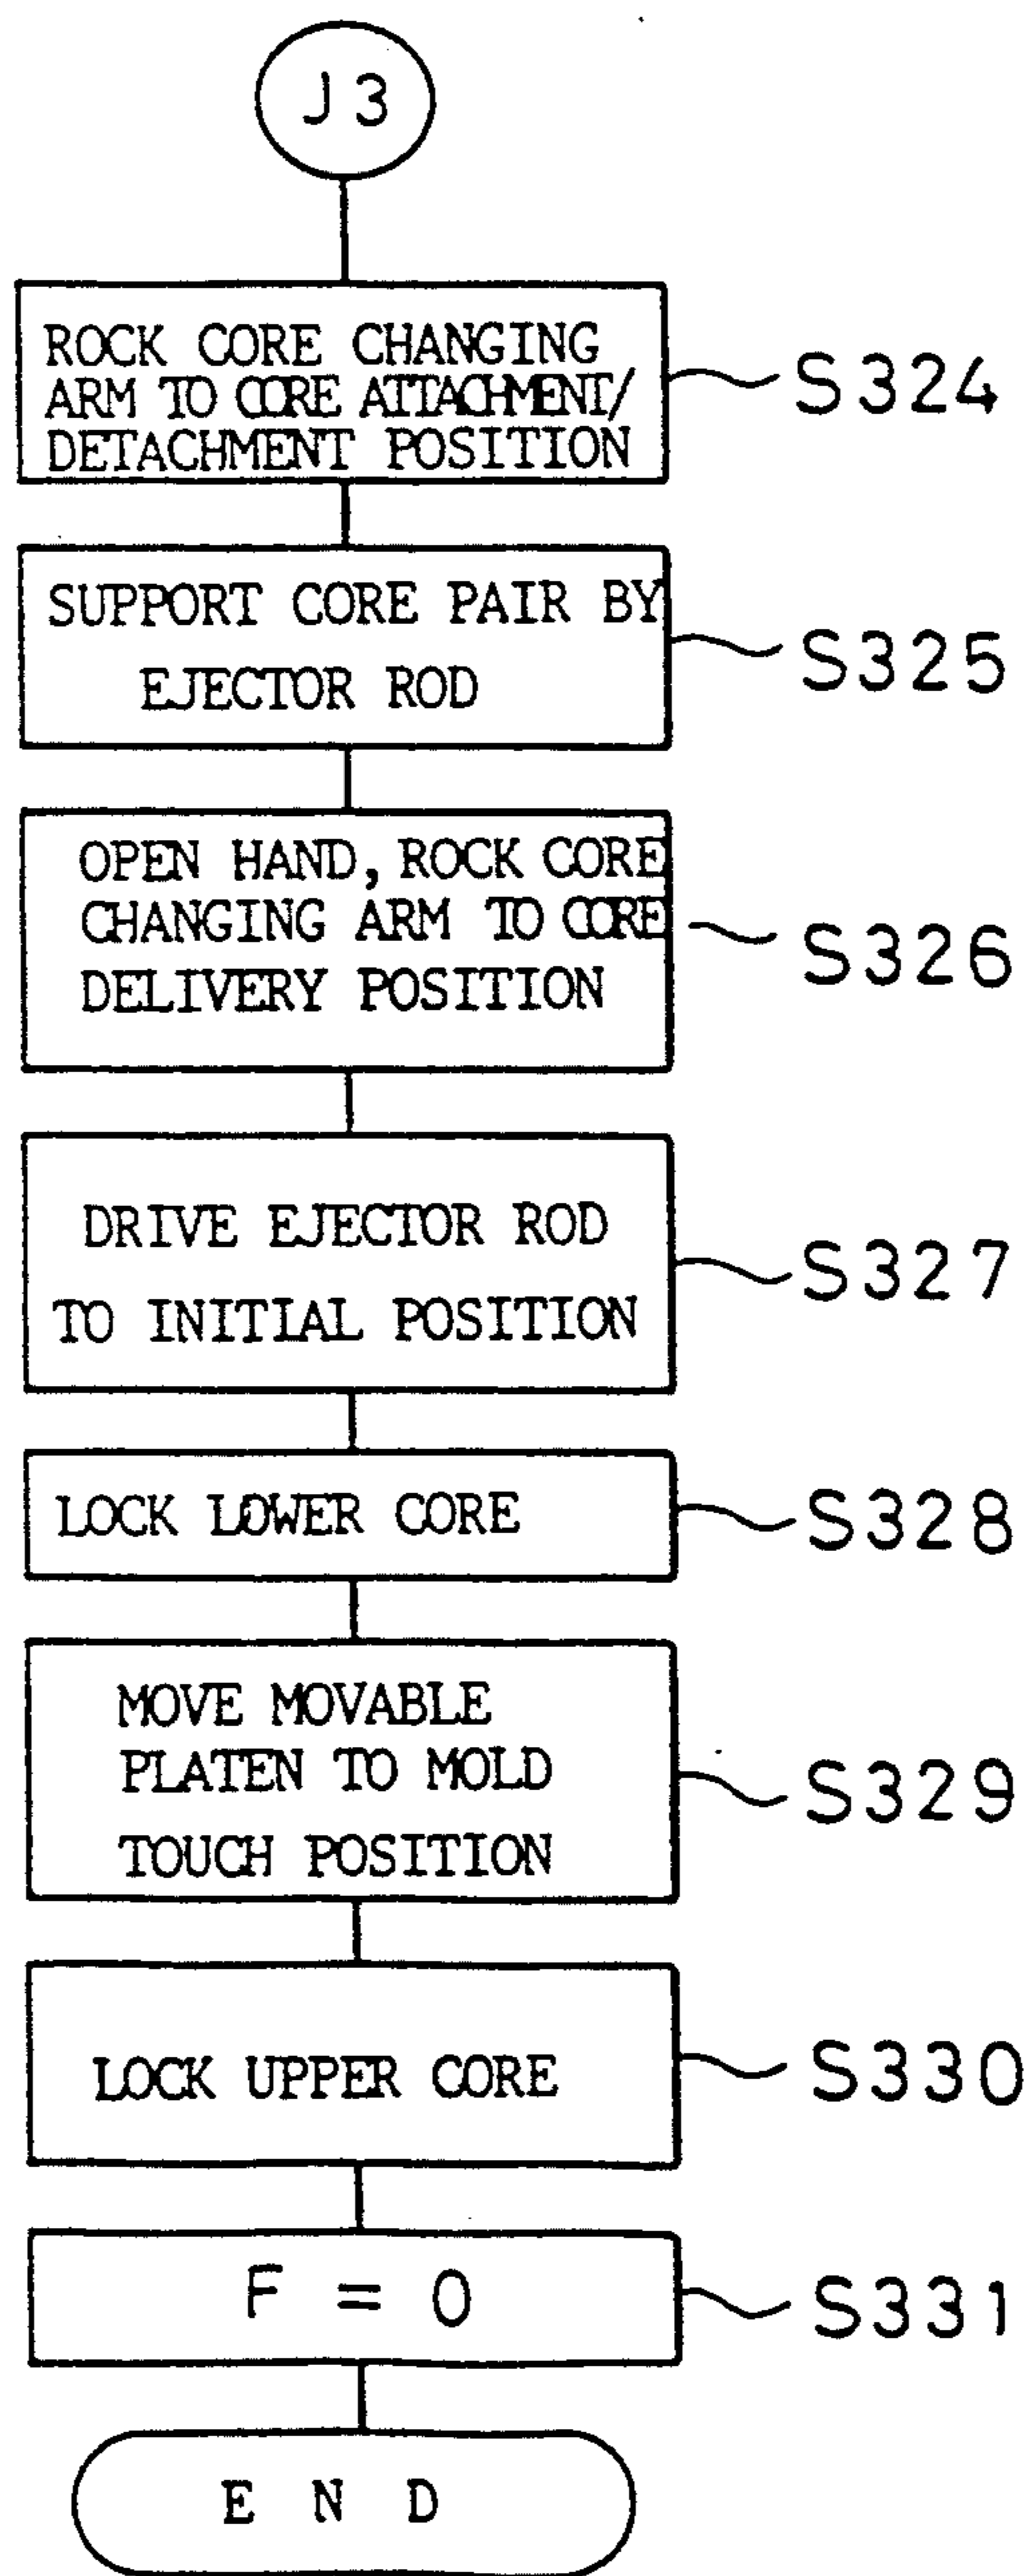 J3
ROCK CORE CHANGING
ARM TO CORE ATTACHMENT/
DETACHMENT POSITION
S324
SUPPORT CORE PAIR BY
EJECTOR ROD
S325
OPEN HAND, ROCK CORE
CHANGING ARM TO CORE
DELIVERY POSITION
S326
DRIVE EJECTOR ROD
TO INITIAL POSITION
S327
LOCK LOWER CORE
S328
MOVE MOVABLE
PLATEN TO MOLD
TOUCH POSITION
S329
LOCK UPPER CORE
S330
F = 0
S331
END